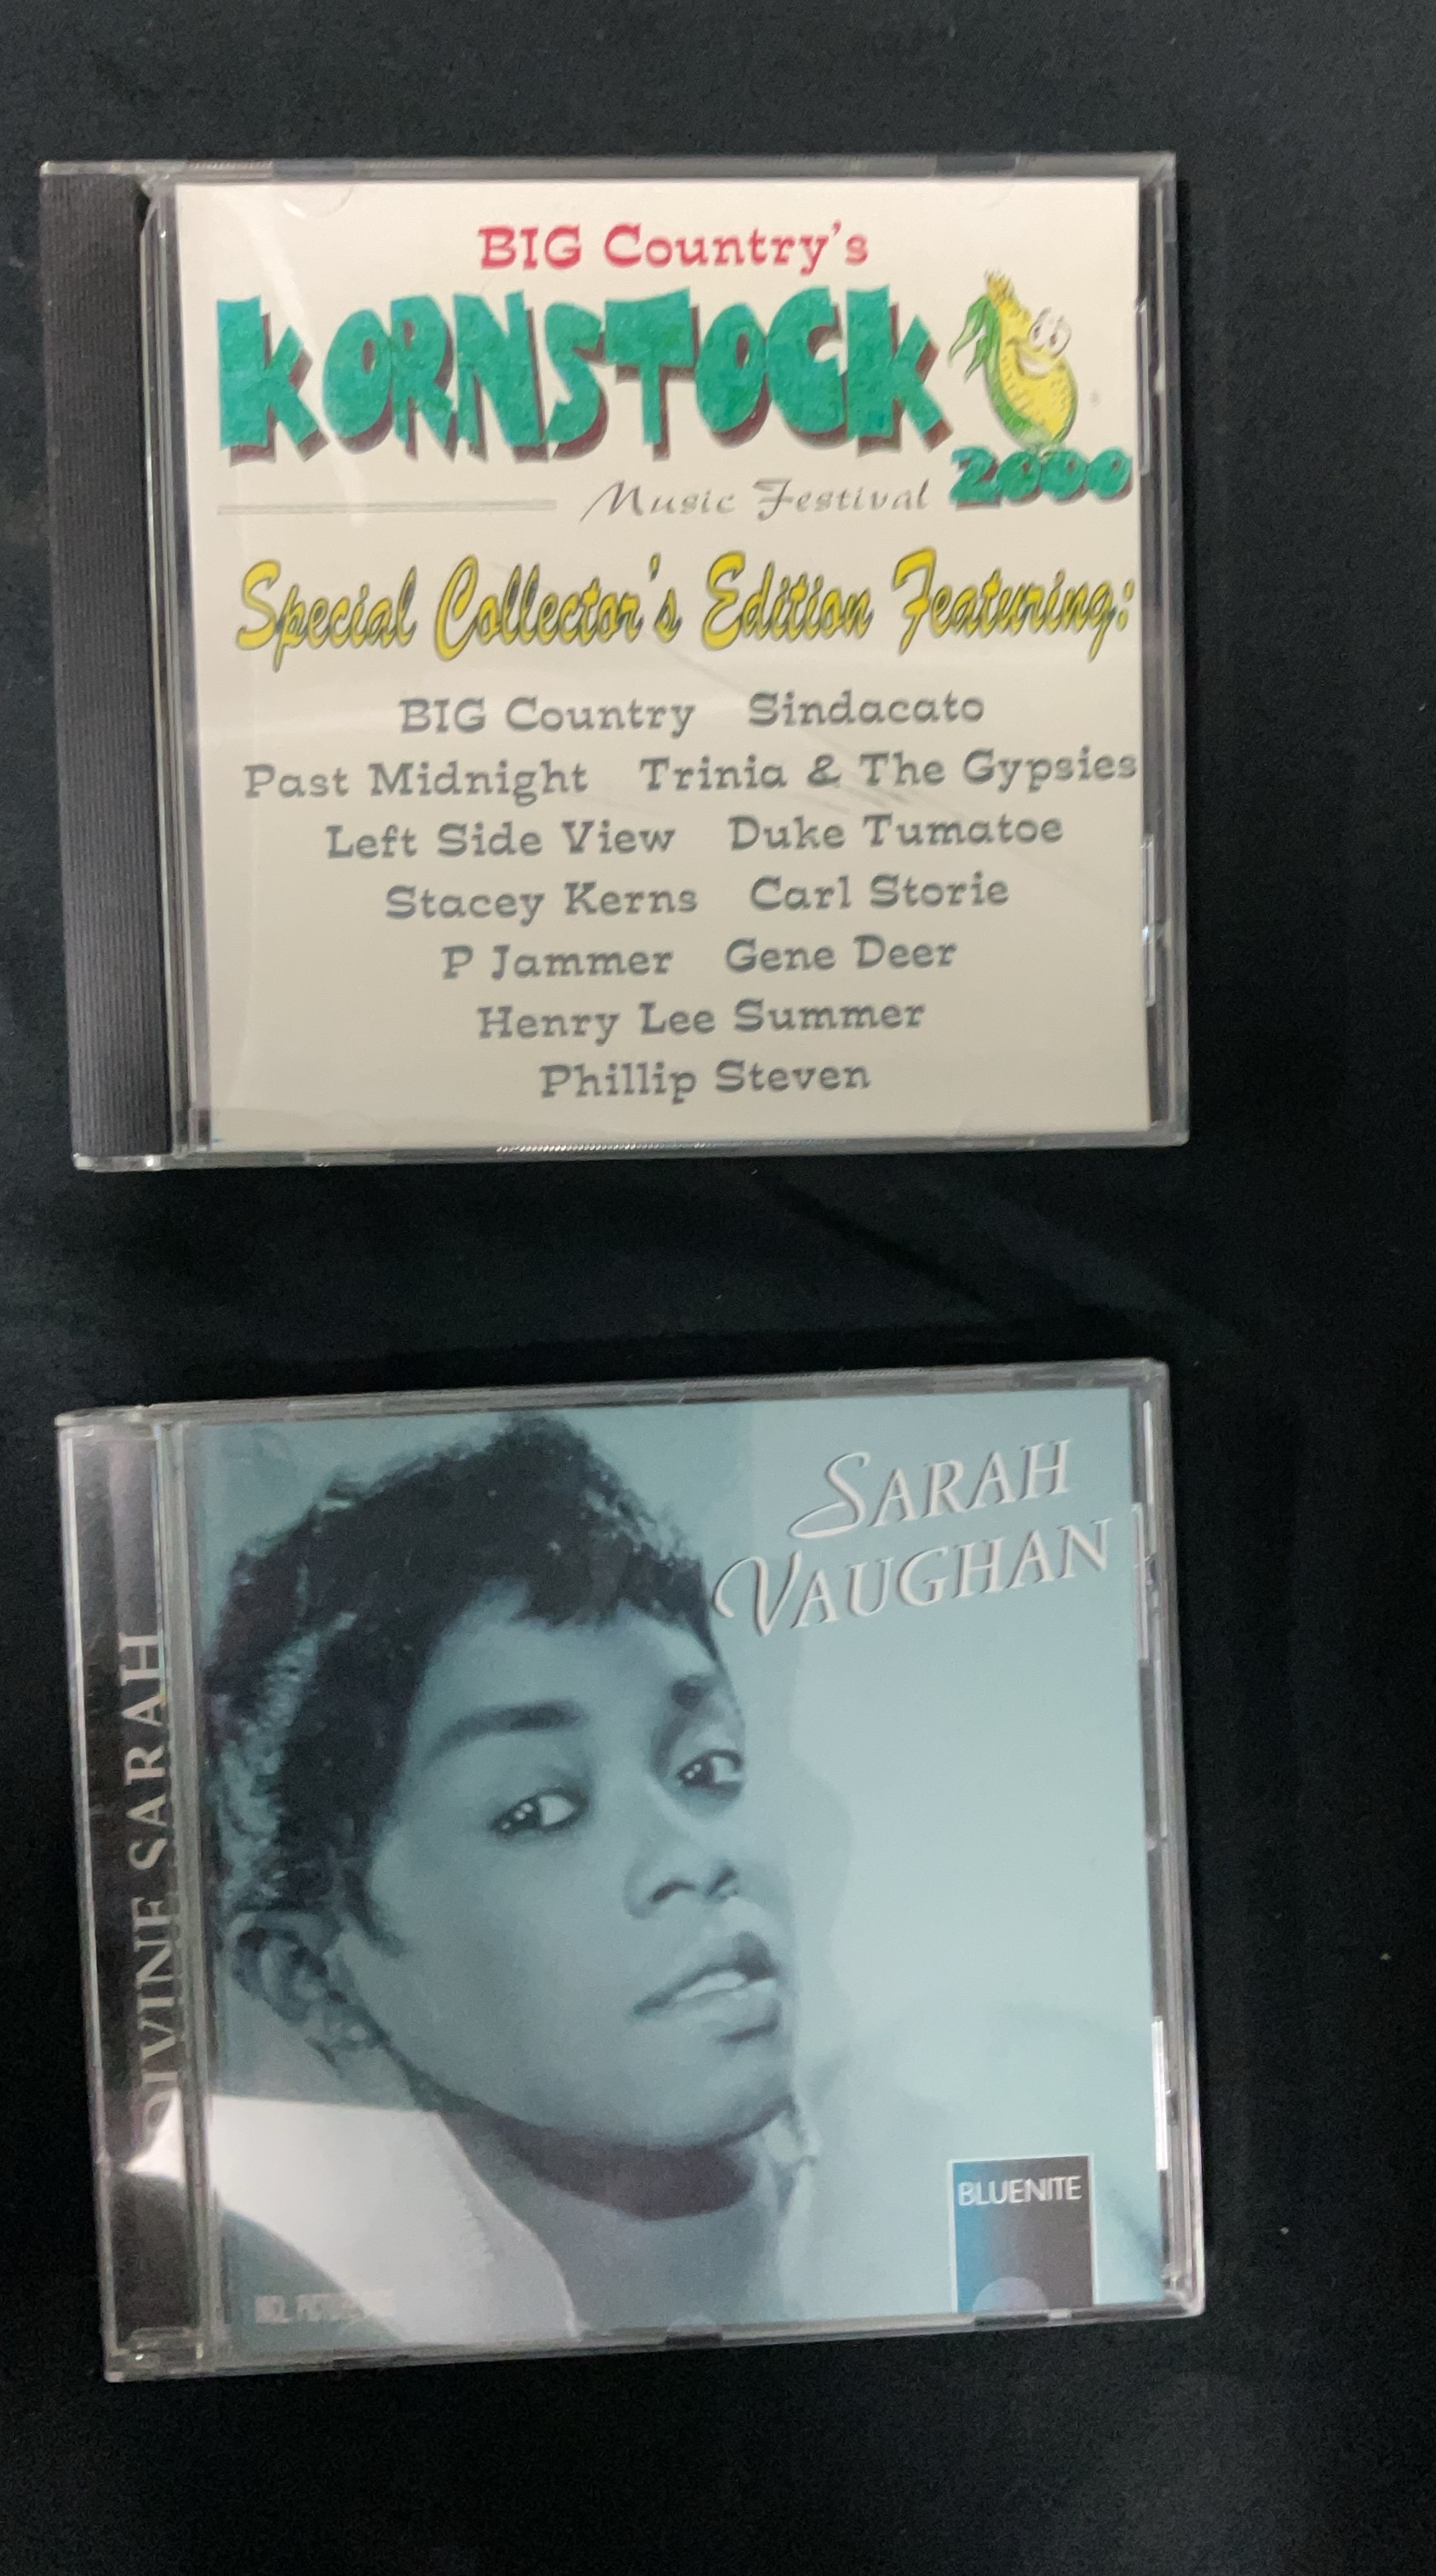 BIG Country's
KORNSTOCK
2000
Music Festival
Special Collector's Edition Featuring:
BIG Country Sindacato
Past Midnight Trinia & The Gypsies
Left Side View Duke Tumatoe
Stacey Kerns Carl Storie
P Jammer Gene Deer
Henry Lee Summer
Phillip Steven
DIVINE SARAH
SARAH
VAUGHAN
BLUENITE